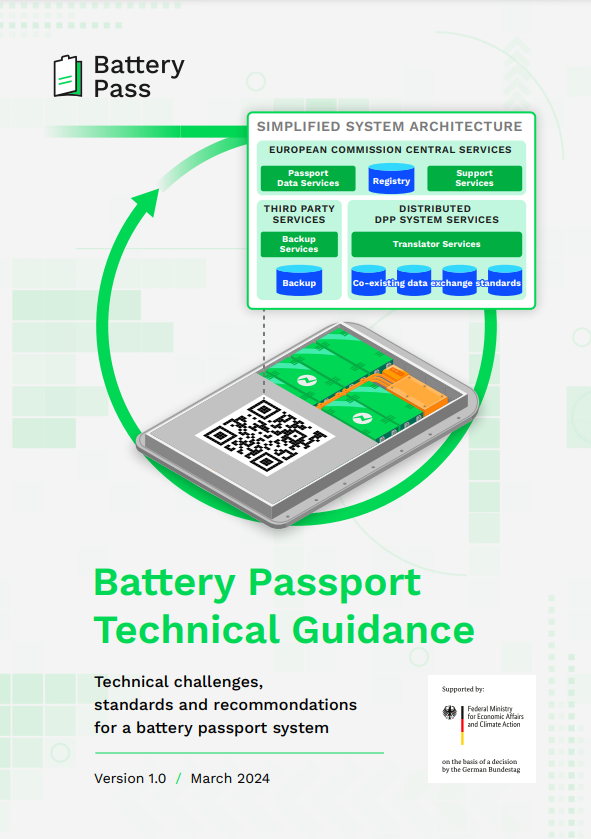 Battery
Pass
SIMPLIFIED SYSTEM ARCHITECTURE
EUROPEAN COMMISSION CENTRAL SERVICES
Passport
Data Services
Registry
Support
Services
THIRD PARTY
SERVICES
Backup
Services
Backup
DISTRIBUTED
DPP SYSTEM SERVICES
Translator Services
Co-existing data exchange standards
Battery Passport
Technical Guidance
Technical challenges,
standards and recommondations
for a battery passport system
Version 1.0 / March 2024
Supported by:
Federal Ministry
for Economic Affairs
and Climate Action
on the basis of a decision
by the German Bundestag